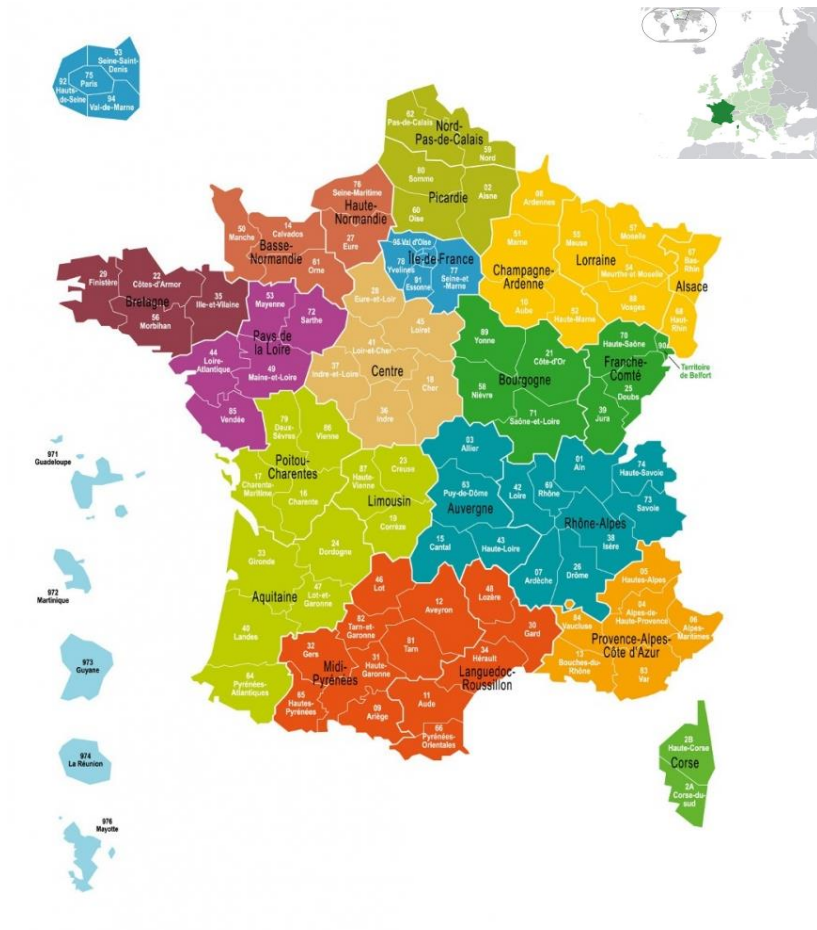 93
Seine-Saint-
Denis
75
Paris
92
Hauts-
de-Seine
94
Val-de-Marne
62
Pas-de-Calais
Nord-
Pas-de-Calais
59
Nord
80
Somme
Picardie
02
Aisne
60
Oise
76
Seine-Maritime
Haute-
Normandie
27
Eure
50
Manche
14
Calvados
Basse-
Normandie
61
Orne
95 Val d'Oise
Île-de-France
78
Yvelines
91
Essonne
77
Seine-et
-Marne
08
Ardennes
51
Marne
Champagne-
Ardenne
10
Aube
52
Haute-Marne
55
Meuse
57
Moselle
Lorraine
54
Meurthe et Moselle
88
Vosges
67
Bas-
Rhin
Alsace
68
Haut-
Rhin
29
Finistère
22
Côtes-d'Armor
Bretagne
35
Ille-et-Vilaine
56
Morbihan
53
Mayenne
72
Sarthe
Pays de
la Loire
44
Loire-
Atlantique
49
Maine-et-Loire
85
Vendée
28
Eure-et-Loir
45
Loiret
41
Loir-et-Cher
37
Indre-et-Loire
Centre
18
Cher
36
Indre
89
Yonne
21
Côte-d'Or
Bourgogne
58
Nièvre
71
Saône-et-Loire
70
Haute-Saône
90
Territoire
de Belfort
Franche-
Comté
25
Doubs
39
Jura
79
Deux-
Sèvres
86
Vienne
Poitou-
Charentes
17
Charente-
Maritime
16
Charente
23
Creuse
87
Haute-
Vienne
Limousin
19
Corrèze
03
Allier
63
Puy-de-Dôme
Auvergne
15
Cantal
43
Haute-Loire
42
Loire
69
Rhône
01
Ain
74
Haute-Savoie
73
Savoie
Rhône-Alpes
38
Isère
07
Ardèche
26
Drôme
33
Gironde
24
Dordogne
Aquitaine
47
Lot-et-
Garonne
40
Landes
64
Pyrénées-
Atlantiques
46
Lot
12
Aveyron
82
Tarn-et-
Garonne
81
Tarn
32
Gers
31
Haute-
Garonne
Midi-
Pyrénées
65
Hautes-
Pyrénées
09
Ariège
48
Lozère
30
Gard
34
Hérault
Languedoc-
Roussillon
11
Aude
66
Pyrénées-
Orientales
05
Hautes-Alpes
84
Vaucluse
04
Alpes-de-
Haute-Provence
06
Alpes-
Maritimes
Provence-Alpes-
Côte d'Azur
13
Bouches-du-
Rhône
83
Var
2B
Haute-Corse
Corse
2A
Corse-du-
sud
971
Guadeloupe
972
Martinique
973
Guyane
974
La Réunion
976
Mayotte